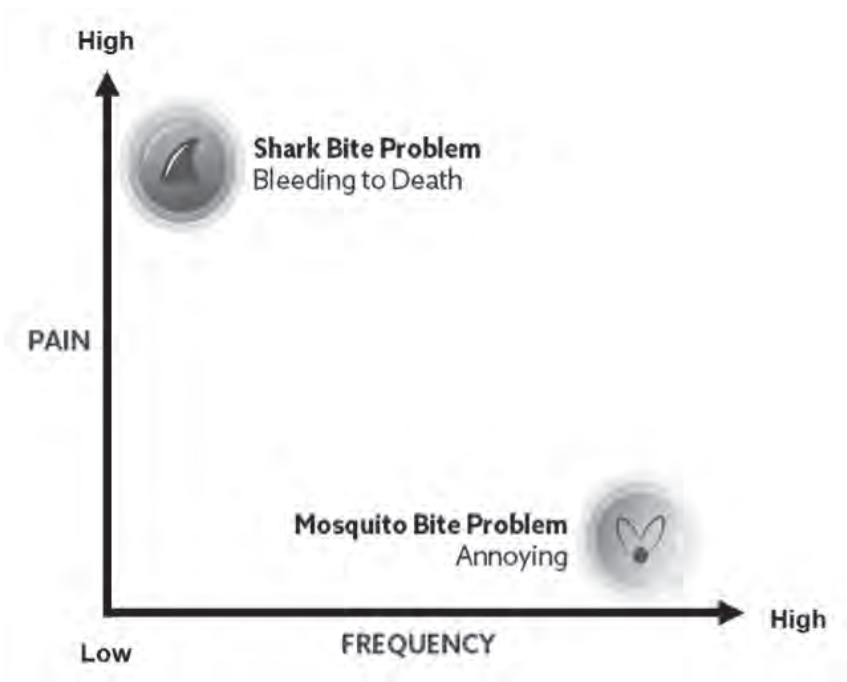 High
Shark Bite Problem
Bleeding to Death
PAIN
Mosquito Bite Problem
Annoying
High
FREQUENCY
Low